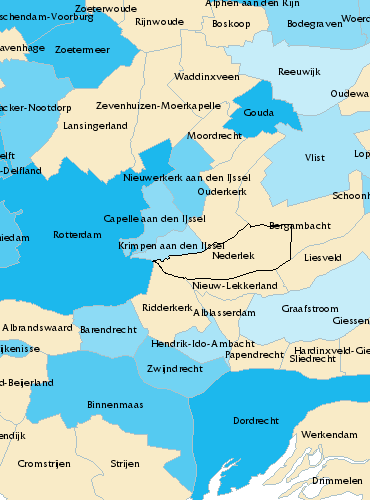 Alphen aan den Rijn
Zoeterwoude
schendam-Voorburg
Rijnwoude
Boskoop
Bodegraven
Woerd
avenhage
Zoetermeer
Waddinxveen
Reeuwijk
Oudewa
acker-Nootdorp
Zevenhuizen-Moerkapelle
Gouda
Lansingerland
Moordrecht
elft
Vlist
Lop
-Delfland
Nieuwerkerk aan den IJssel
Ouderkerk
Schoonh
Capelle aan den IJssel
Bergambacht
iedam
Rotterdam
Krimpen aan den IJssel
Nederlek
Liesveld
Nieuw-Lekkerland
Ridderkerk
Alblasserdam
Graafstroom
Giessen
Albrandswaard
Barendrecht
Hendrik-Ido-Ambacht
ijkenisse
Papendrecht
Hardinxveld-Gie
Sliedrecht
Zwijndrecht
d-Beijerland
Binnenmaas
Dordrecht
Werkendam
endijk
Cromstrijen
Strijen
Drimmelen